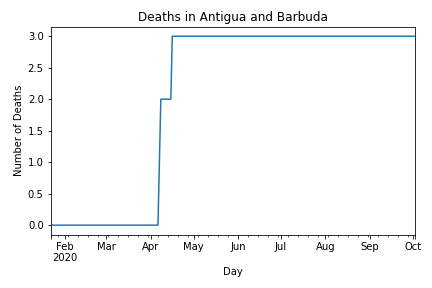 Deaths in Antigua and Barbuda
3.0
2.5
2.0
1.5
1.0
0.5
0.0
Number of Deaths
Feb Mar Apr May Jun Jul Aug Sep Oct
2020
Day